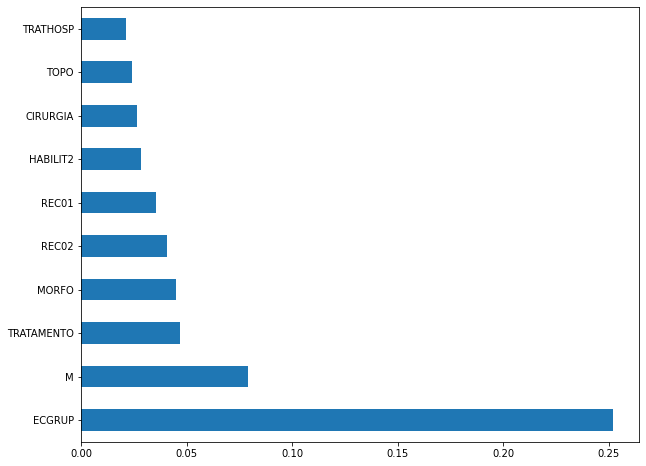 TRATHOSP
TOPO
CIRURGIA
HABILIT2
REC01
REC02
MORFO
TRATAMENTO
M
ECGRUP
0.00 0.05 0.10 0.15 0.20 0.25